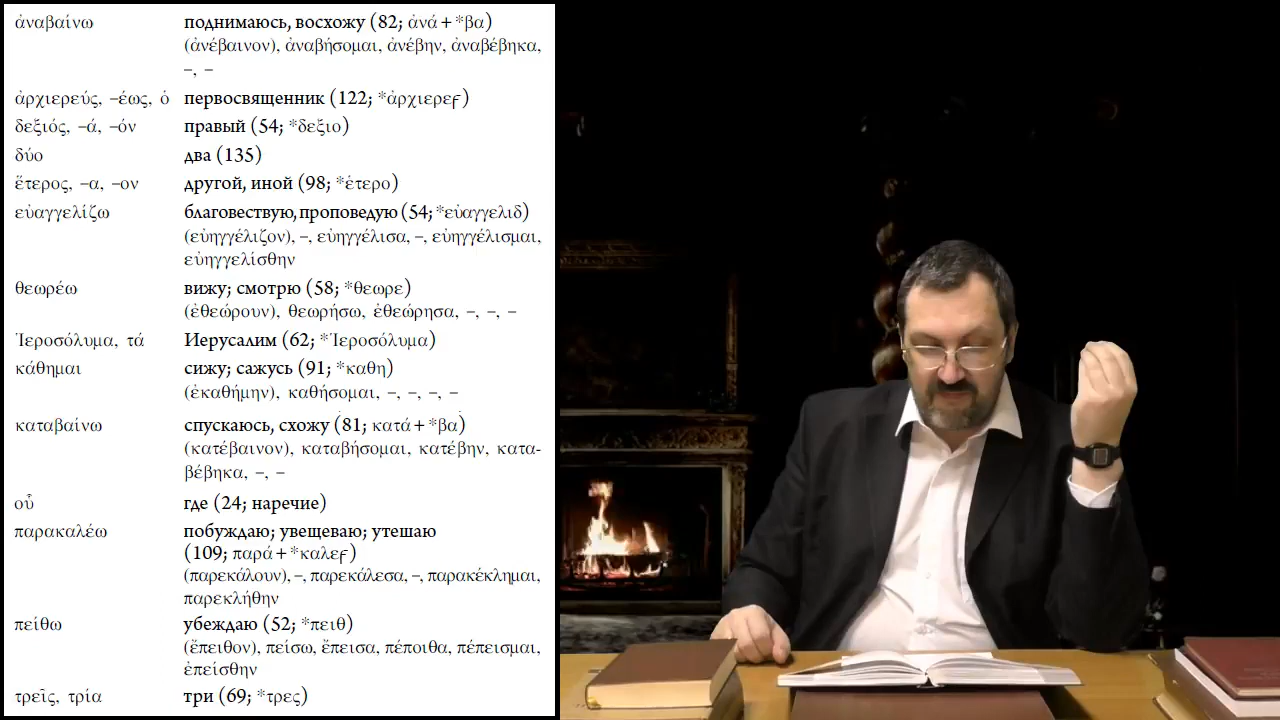 ἀναβαίνω поднимаюсь, восхожу (82; ἀνά + *βα)
(ἀνέβαινον), ἀναβήσομαι, ἀνέβην, ἀναβέβηκα,
–, –
ἀρχιερεύς, –έως, ὁ первосвященник (122; *ἀρχιερεϝ)
δεξιός, –ά, –όν правый (54; *δεξιο)
δύο два (135)
ἕτερος, –α, –ον другой, иной (98; *ἑτερο)
εὐαγγελίζω благовествую, проповедую (54; *εὐαγγελιδ)
(εὐηγγέλιζον), –, εὐηγγέλισα, –, εὐηγγέλισμαι,
εὐηγγελίσθην
θεωρέω вижу; смотрю (58; *θεωρε)
(ἐθεώρουν), θεωρήσω, ἐθεώρησα, –, –, –
Ἱεροσόλυμα, τά Иерусалим (62; *Ἱεροσόλυμα)
κάθημαι сижу; сажусь (91; *καθη)
(ἐκαθήμην), καθήσομαι, –, –, –, –
καταβαίνω спускаюсь, схожу (81; κατά + *βα)
(κατέβαινον), καταβήσομαι, κατέβην, κατα-
βέβηκα, –, –
οὗ где (24; наречие)
παρακαλέω побуждаю; увещеваю; утешаю
(109; παρά + *καλεϝ)
(παρεκάλουν), –, παρεκάλεσα, –, παρακέκλημαι,
παρεκλήθην
πείθω убеждаю (52; *πειθ)
(ἔπειθον), πείσω, ἔπεισα, πέποιθα, πέπεισμαι,
ἐπείσθην
τρεῖς, τρία три (69; *τρες)